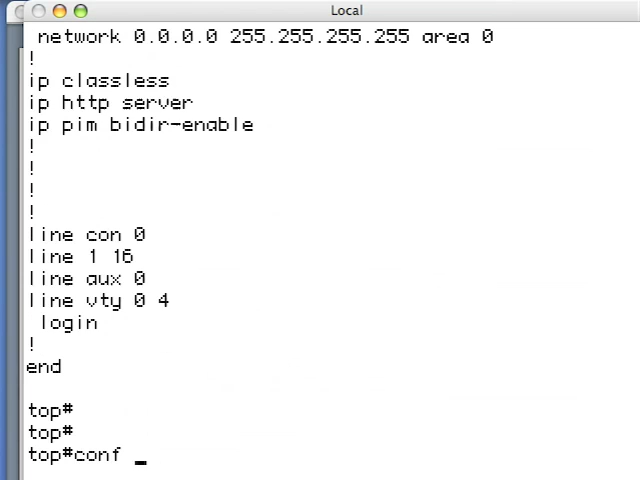 Local
network 0.0.0.0 255.255.255.255 area 0
!
ip classless
ip http server
ip pim bidir-enable
!
!
!
!
line con 0
line 1 16
line aux 0
line vty 0 4
login
!
end
top#
top#
top#conf _